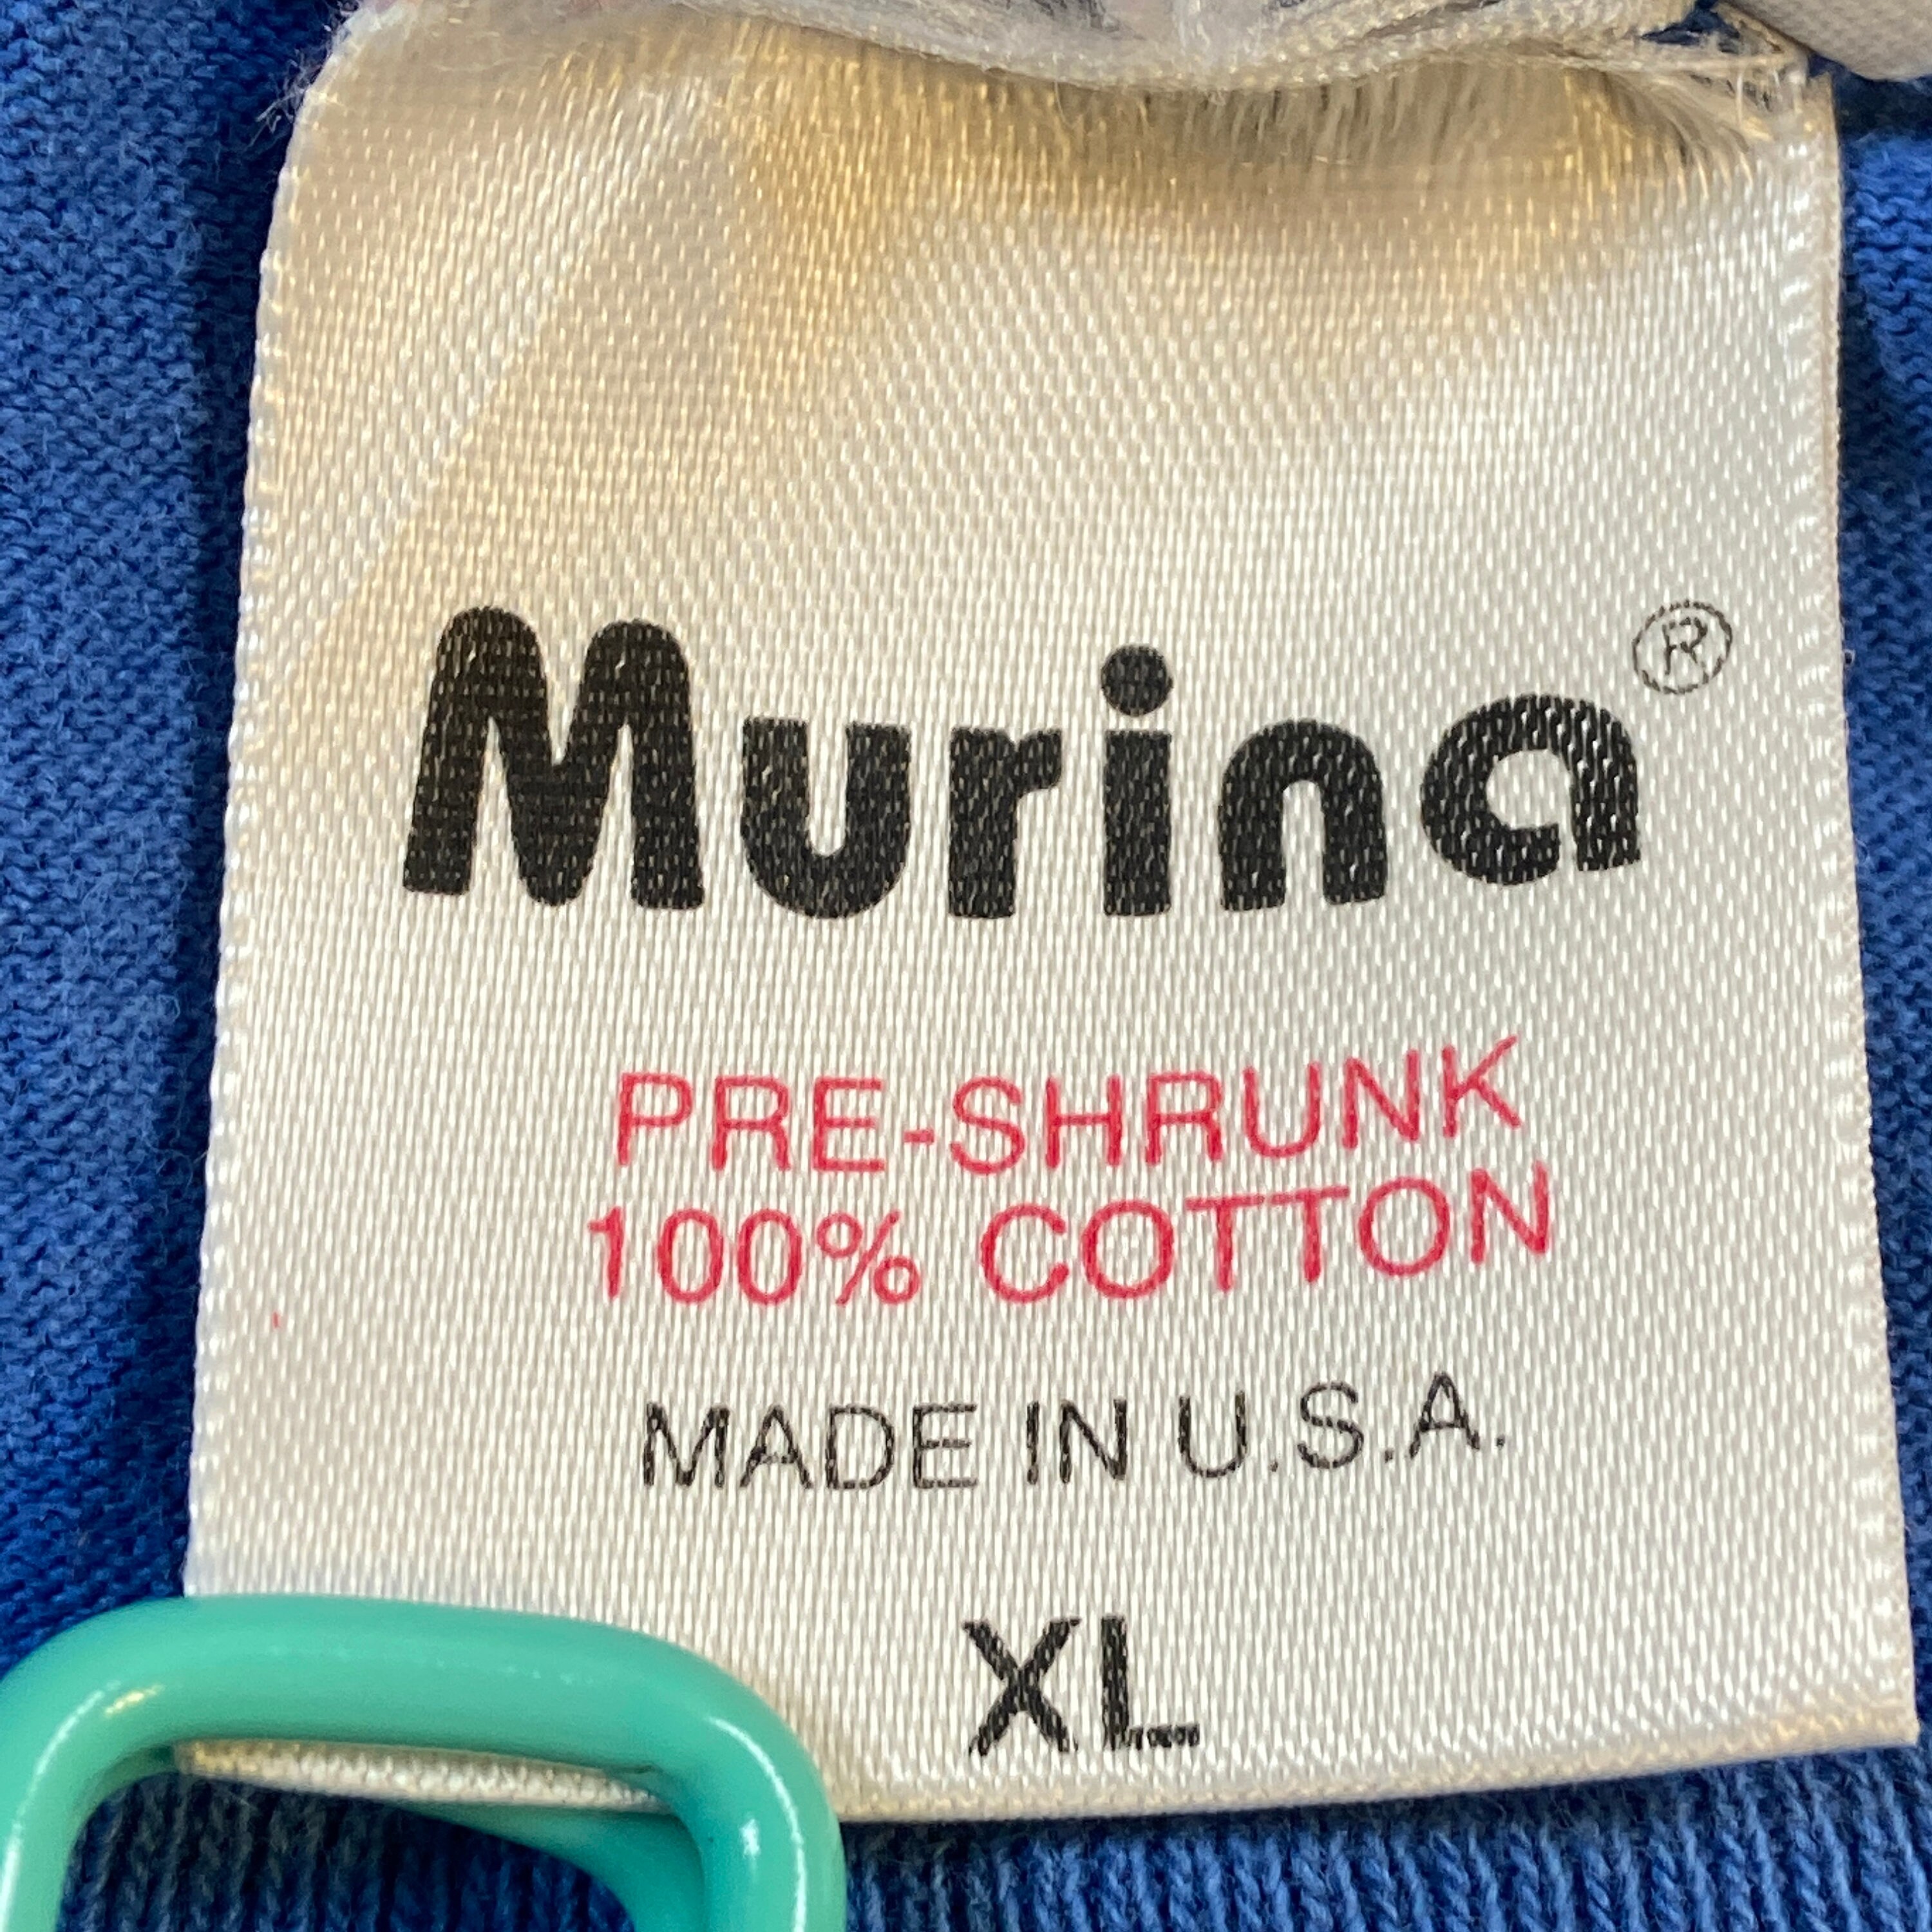 Murina®
PRE-SHRUNK
100% COTTON
MADE IN U.S.A.
XL